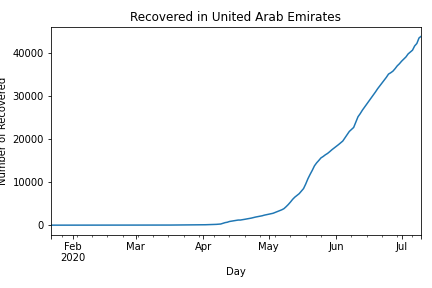 Recovered in United Arab Emirates
Number of Recovered
40000
30000
20000
10000
0
Feb Mar Apr May Jun Jul
2020
Day